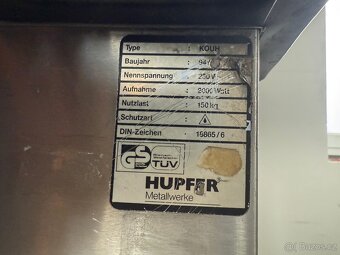 Type : KOUH
Baujahr : 94/
Nennspannung : 230 V
Aufnahme : 2000 Watt
Nutzlast : 150 kg
Schutzart :
DIN-Zeichen : 18865/6
GS
TÜV
HUPFER
Metallwerke